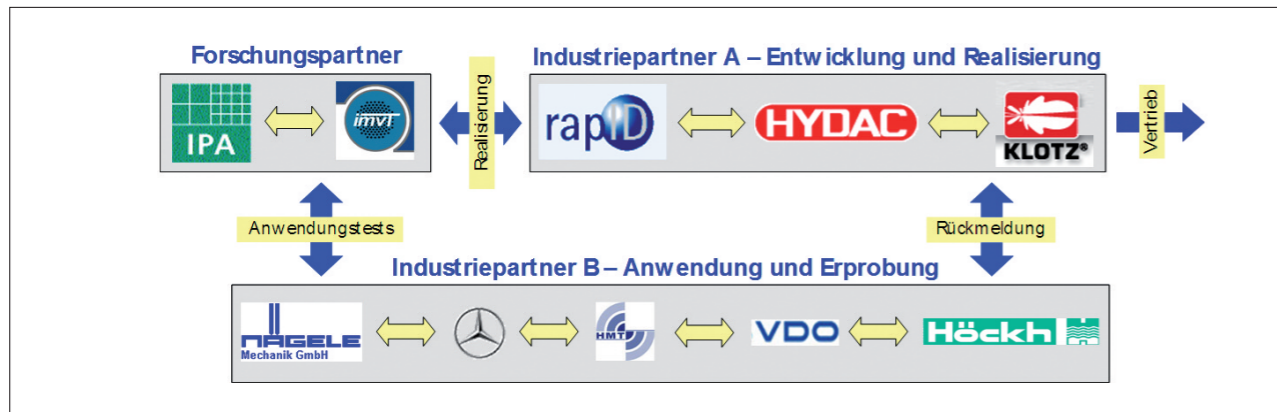 Forschungspartner
Industriepartner A – Entwicklung und Realisierung
IPA
imvT
Realisierung
rapID
HYDAC
KLOTZ®
Vertrieb
Anwendungstests
Rückmeldung
Industriepartner B – Anwendung und Erprobung
NÄGELE
Mechanik GmbH
HMT
VDO
Höckh